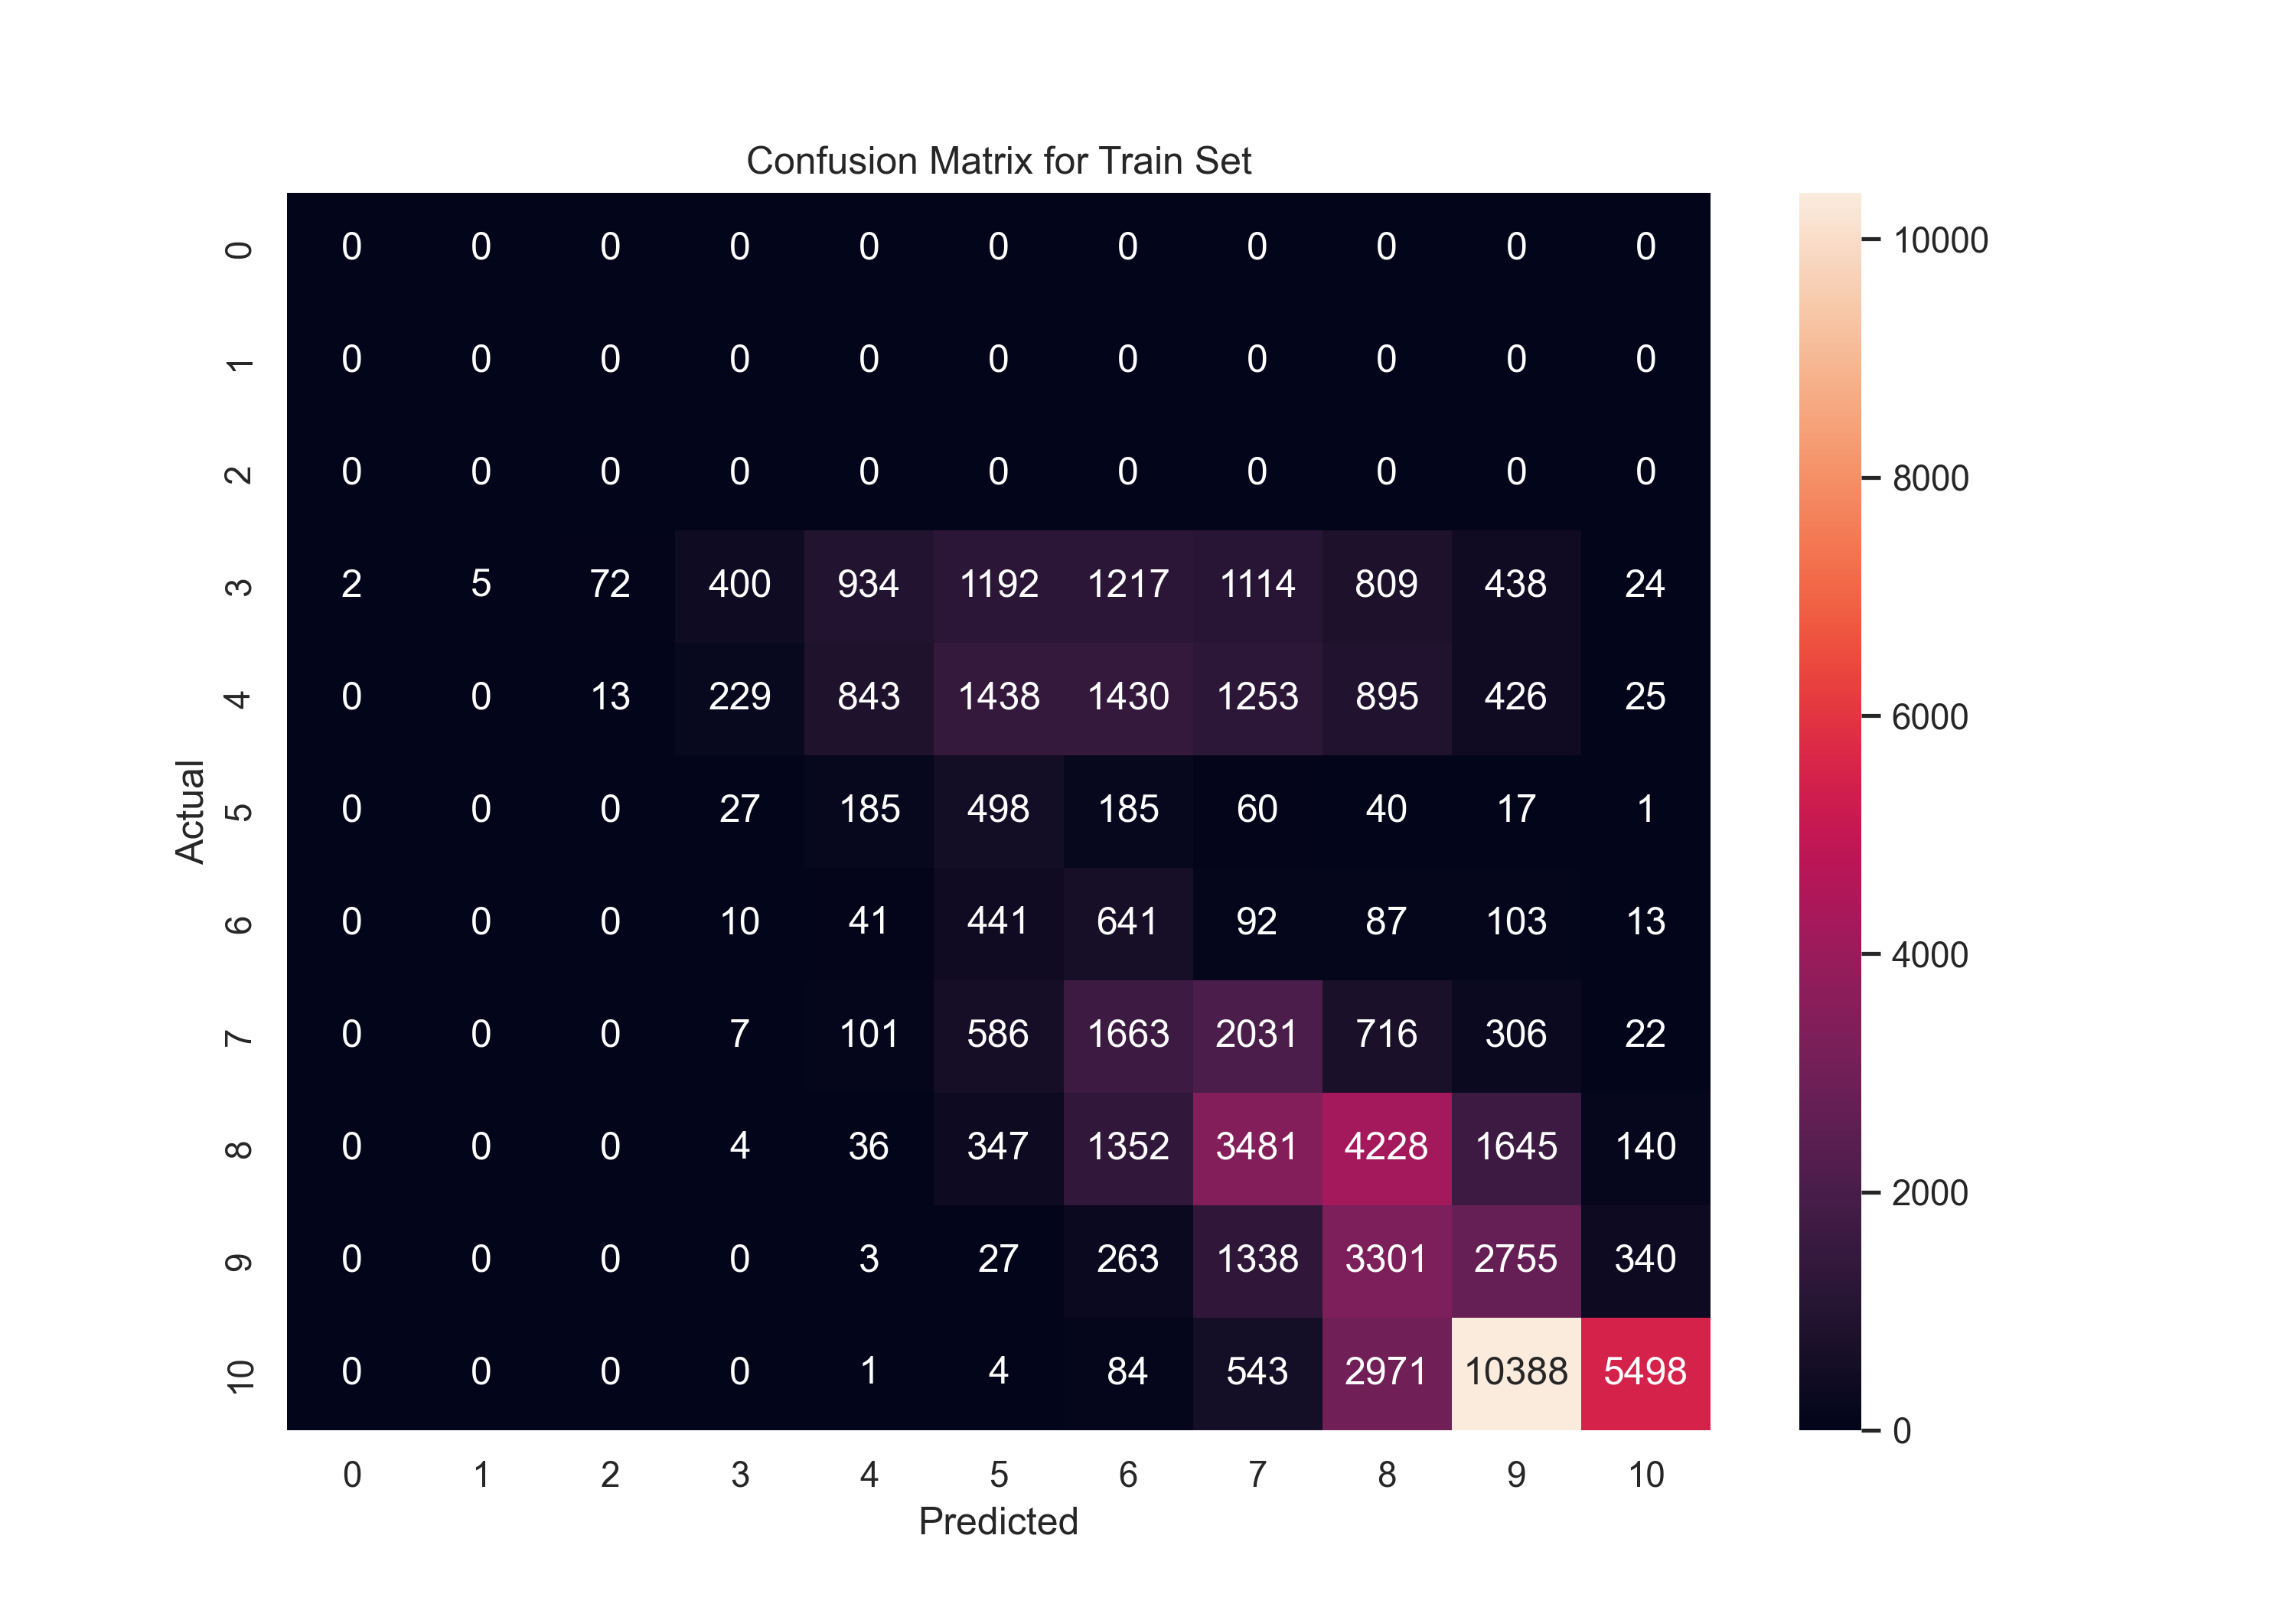 Confusion Matrix for Train Set
0 0 0 0 0 0 0 0 0 0 0 0
1 0 0 0 0 0 0 0 0 0 0 0
2 0 0 0 0 0 0 0 0 0 0 0
3 2 5 72 400 934 1192 1217 1114 809 438 24
4 0 0 13 229 843 1438 1430 1253 895 426 25
5 0 0 0 27 185 498 185 60 40 17 1
6 0 0 0 10 41 441 641 92 87 103 13
7 0 0 0 7 101 586 1663 2031 716 306 22
8 0 0 0 4 36 347 1352 3481 4228 1645 140
9 0 0 0 0 3 27 263 1338 3301 2755 340
10 0 0 0 0 1 4 84 543 2971 10388 5498
Actual
0 1 2 3 4 5 6 7 8 9 10
Predicted
10000
8000
6000
4000
2000
0